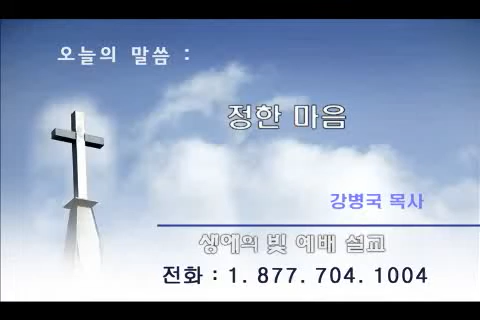 오늘의 말씀 :
정한 마음
강병국 목사
생애의 빛 예배 설교
전화 : 1. 877. 704. 1004